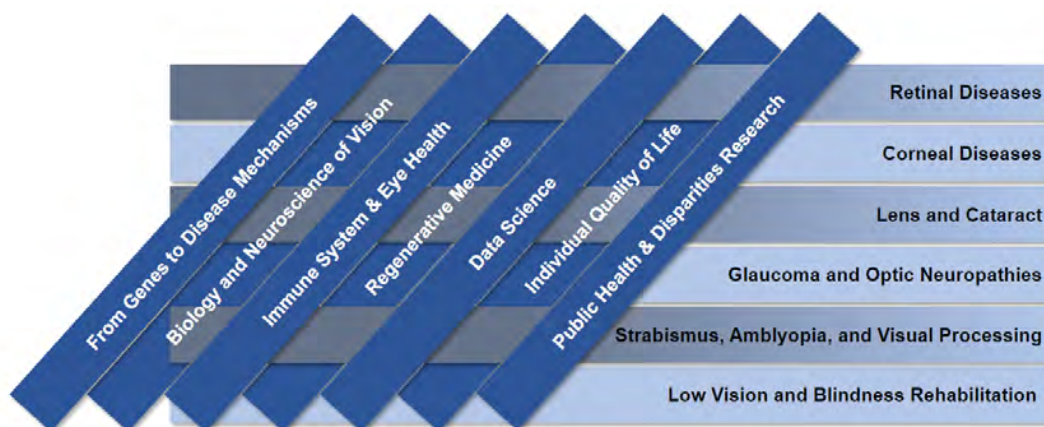 From Genes to Disease Mechanisms
Biology and Neuroscience of Vision
Immune System & Eye Health
Regenerative Medicine
Data Science
Individual Quality of Life
Public Health & Disparities Research
Retinal Diseases
Corneal Diseases
Lens and Cataract
Glaucoma and Optic Neuropathies
Strabismus, Amblyopia, and Visual Processing
Low Vision and Blindness Rehabilitation